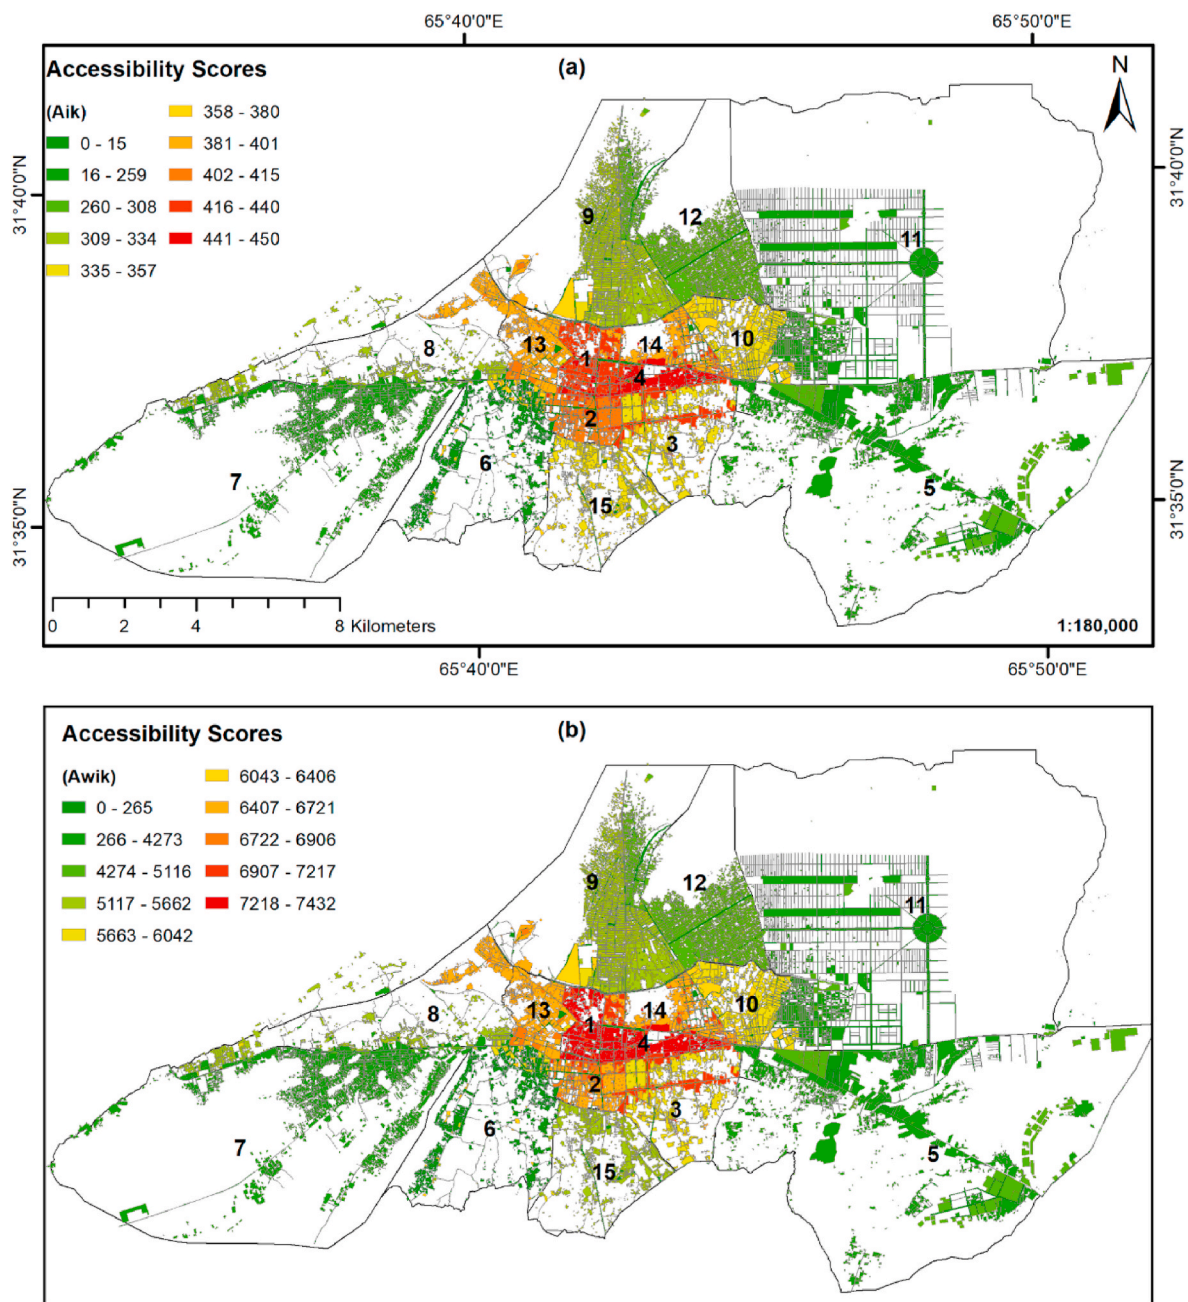 65°40'0"E 65°50'0"E
Accessibility Scores (a) N
(Aik) 358 - 380
0 - 15 381 - 401
16 - 259 402 - 415
260 - 308 416 - 440
309 - 334 441 - 450
335 - 357
31°40'0"N 31°40'0"N
9 12 11
8 13 1 14 10
4
2
3
7 6 15 5
31°35'0"N 31°35'0"N
0 2 4 8 Kilometers 1:180,000
65°40'0"E 65°50'0"E
Accessibility Scores (b)
(Awik) 6043 - 6406
0 - 265 6407 - 6721
266 - 4273 6722 - 6906
4274 - 5116 6907 - 7217
5117 - 5662 7218 - 7432
5663 - 6042
9 12 11
8 13 1 14 10
4
2
3
7 6 15 5